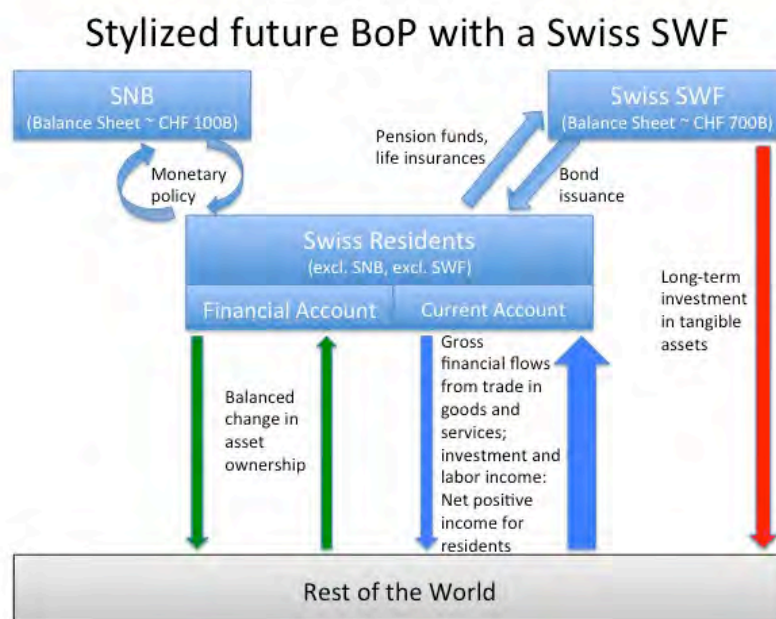 Stylized future BoP with a Swiss SWF
SNB
(Balance Sheet ~ CHF 100B)
Swiss SWF
(Balance Sheet ~ CHF 700B)
Pension funds,
life insurances
Monetary
policy
Bond
issuance
Swiss Residents
(excl. SNB, excl. SWF)
Financial Account
Current Account
Long-term
investment
in tangible
assets
Balanced
change in
asset
ownership
Gross
financial flows
from trade in
goods and
services;
investment and
labor income:
Net positive
income for
residents
Rest of the World